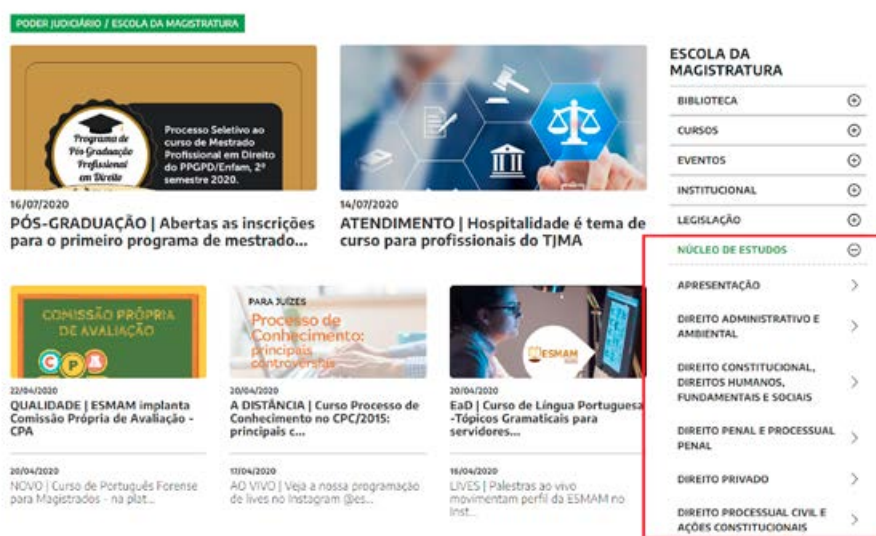 PODER JUDICIÁRIO / ESCOLA DA MAGISTRATURA
Programa de
Pós-Graduação
Profissional
em Direito
Processo Seletivo ao
curso de Mestrado
Profissional em Direito
do PPGPD/Enfam, 2º
semestre 2020.
16/07/2020
PÓS-GRADUAÇÃO | Abertas as inscrições
para o primeiro programa de mestrado...
14/07/2020
ATENDIMENTO | Hospitalidade é tema de
curso para profissionais do TJMA
COMISSÃO PRÓPRIA
DE AVALIAÇÃO
C P A
22/04/2020
QUALIDADE | ESMAM implanta
Comissão Própria de Avaliação -
CPA
PARA JUÍZES
Processo de
Conhecimento:
principais
controvérsias
20/04/2020
A DISTÂNCIA | Curso Processo de
Conhecimento no CPC/2015:
principais c...
ESMAM
20/04/2020
EaD | Curso de Língua Portuguesa
-Tópicos Gramaticais para
servidores...
20/04/2020
NOVO | Curso de Português Forense
para Magistrados - na plat...
17/04/2020
AO VIVO | Veja a nossa programação
de lives no Instagram @es...
16/04/2020
LIVES | Palestras ao vivo
movimentam perfil da ESMAM no
Inst...
ESCOLA DA
MAGISTRATURA
BIBLIOTECA
CURSOS
EVENTOS
INSTITUCIONAL
LEGISLAÇÃO
NÚCLEO DE ESTUDOS
APRESENTAÇÃO
DIREITO ADMINISTRATIVO E
AMBIENTAL
DIREITO CONSTITUCIONAL,
DIREITOS HUMANOS,
FUNDAMENTAIS E SOCIAIS
DIREITO PENAL E PROCESSUAL
PENAL
DIREITO PRIVADO
DIREITO PROCESSUAL CIVIL E
AÇÕES CONSTITUCIONAIS